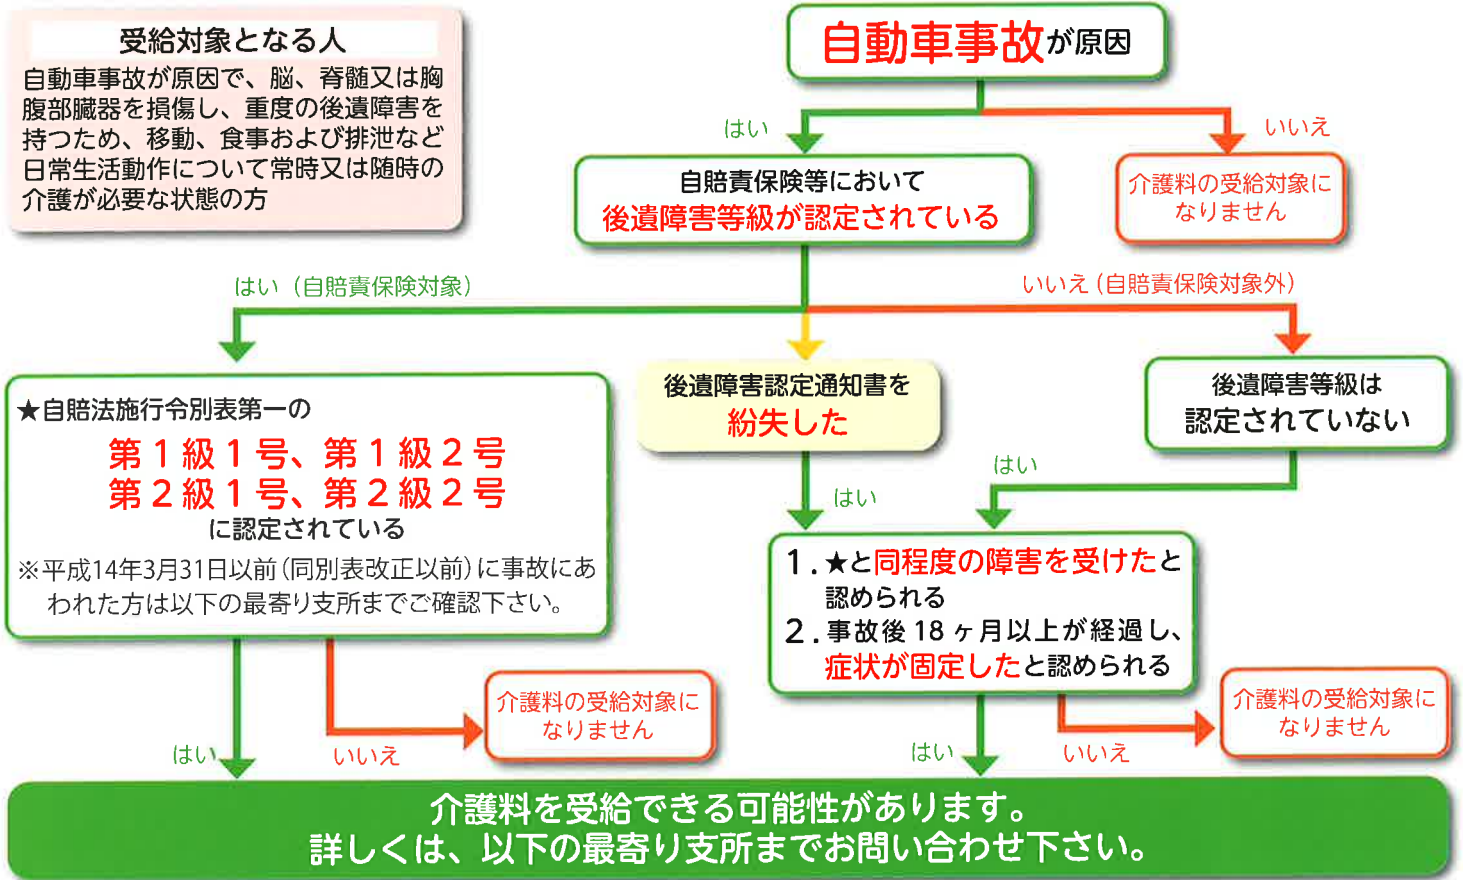 受給対象となる人
自動車事故が原因で、脳、脊髄又は胸
腹部臓器を損傷し、重度の後遺障害を
持つため、移動、食事および排泄など
日常生活動作について常時又は随時の
介護が必要な状態の方
自動車事故が原因
はい
いいえ
自賠責保険等において
後遺障害等級が認定されている
介護料の受給対象に
なりません
はい（自賠責保険対象）
いいえ（自賠責保険対象外）
★自賠法施行令別表第一の
第１級１号、第１級２号
第２級１号、第２級２号
に認定されている
※平成14年3月31日以前（同別表改正以前）に事故にあ
われた方は以下の最寄り支所までご確認下さい。
後遺障害認定通知書を
紛失した
後遺障害等級は
認定されていない
はい
はい
1．★と同程度の障害を受けたと
認められる
2．事故後 18 ヶ月以上が経過し、
症状が固定したと認められる
はい
いいえ
介護料の受給対象に
なりません
はい
いいえ
介護料の受給対象に
なりません
介護料を受給できる可能性があります。
詳しくは、以下の最寄り支所までお問い合わせ下さい。